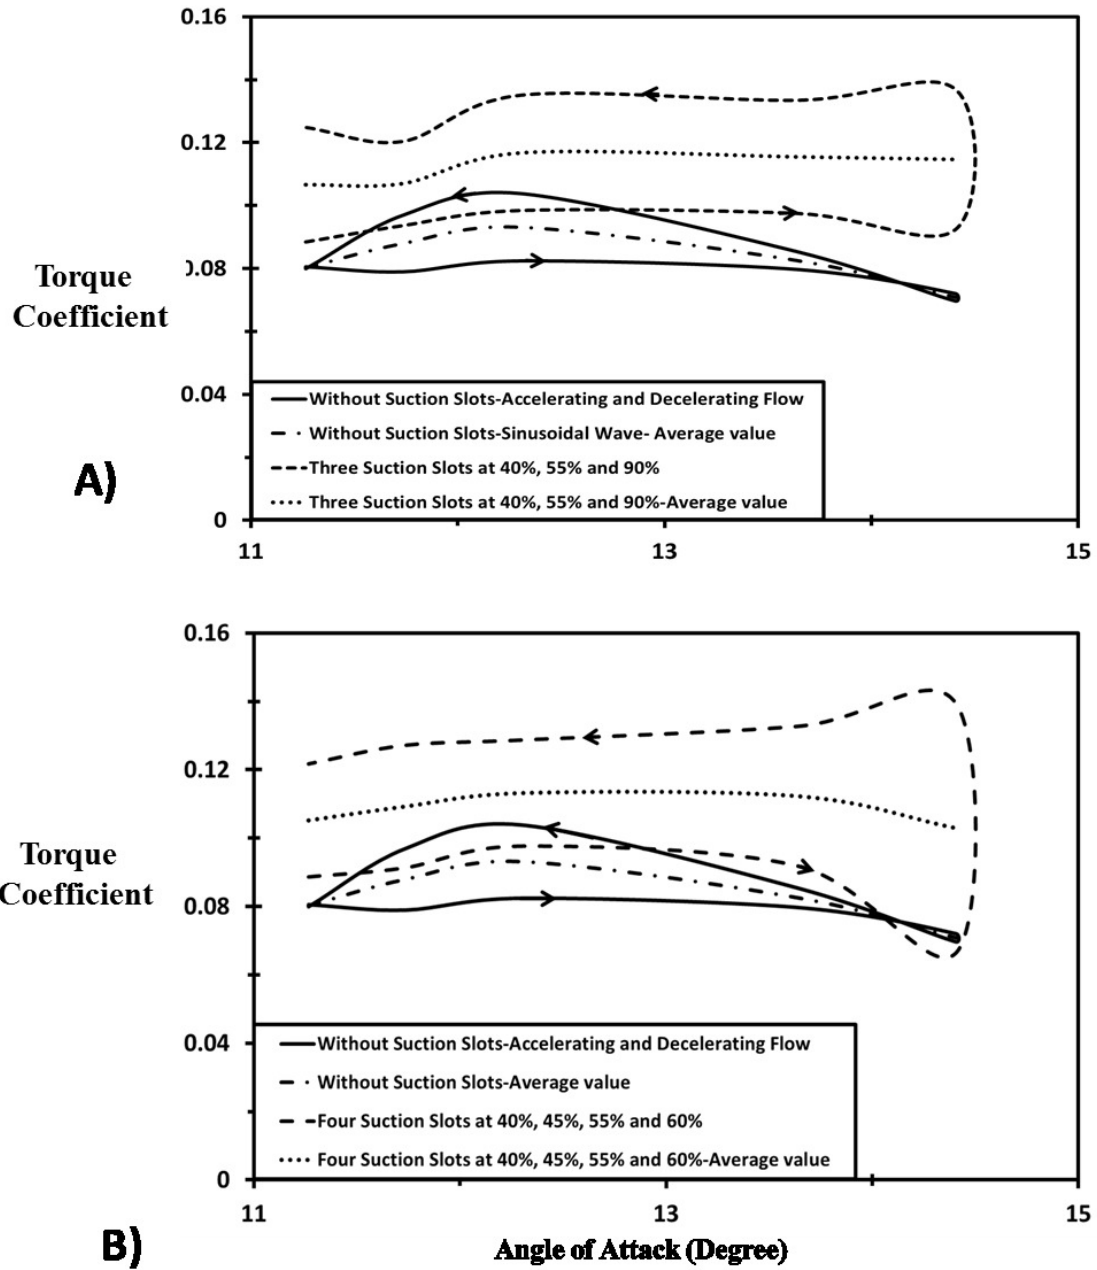 0.16
0.12
0.08
0.04
0
11
13
15
Torque
Coefficient
Without Suction Slots-Accelerating and Decelerating Flow
Without Suction Slots-Sinusoidal Wave- Average value
Three Suction Slots at 40%, 55% and 90%
Three Suction Slots at 40%, 55% and 90%-Average value
A)
0.16
0.12
0.08
0.04
0
11
13
15
Torque
Coefficient
Without Suction Slots-Accelerating and Decelerating Flow
Without Suction Slots-Average value
Four Suction Slots at 40%, 45%, 55% and 60%
Four Suction Slots at 40%, 45%, 55% and 60%-Average value
B)
Angle of Attack (Degree)